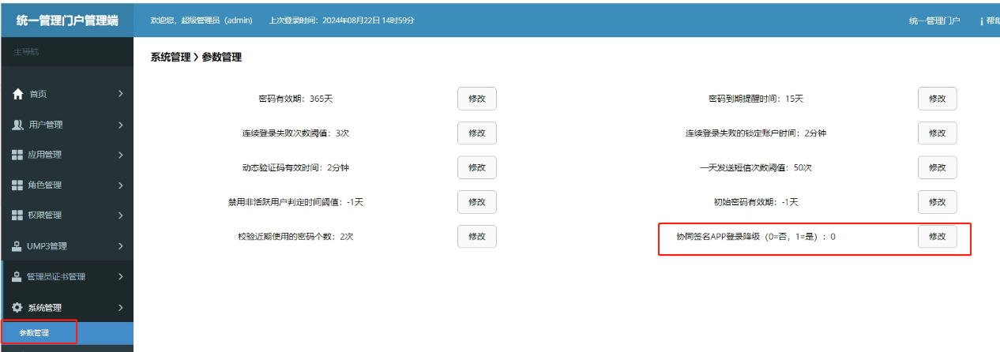 统一管理门户管理端
欢迎您，超级管理员 (admin) 上次登录时间：2024年08月22日 14时59分
统一管理门户
帮助
主导航
首页
用户管理
应用管理
角色管理
权限管理
UMP3管理
管理员证书管理
系统管理
参数管理
系统管理 > 参数管理
密码有效期：365天 修改 密码到期提醒时间：15天 修改
连续登录失败次数阈值：3次 修改 连续登录失败的锁定账户时间：2分钟 修改
动态验证码有效时间：2分钟 修改 一天发送短信次数阈值：50次 修改
禁用非活跃用户判定时间阈值：-1天 修改 初始密码有效期：-1天 修改
校验近期使用的密码个数：2次 修改 协同签名APP登录降级（0=否，1=是）：0 修改